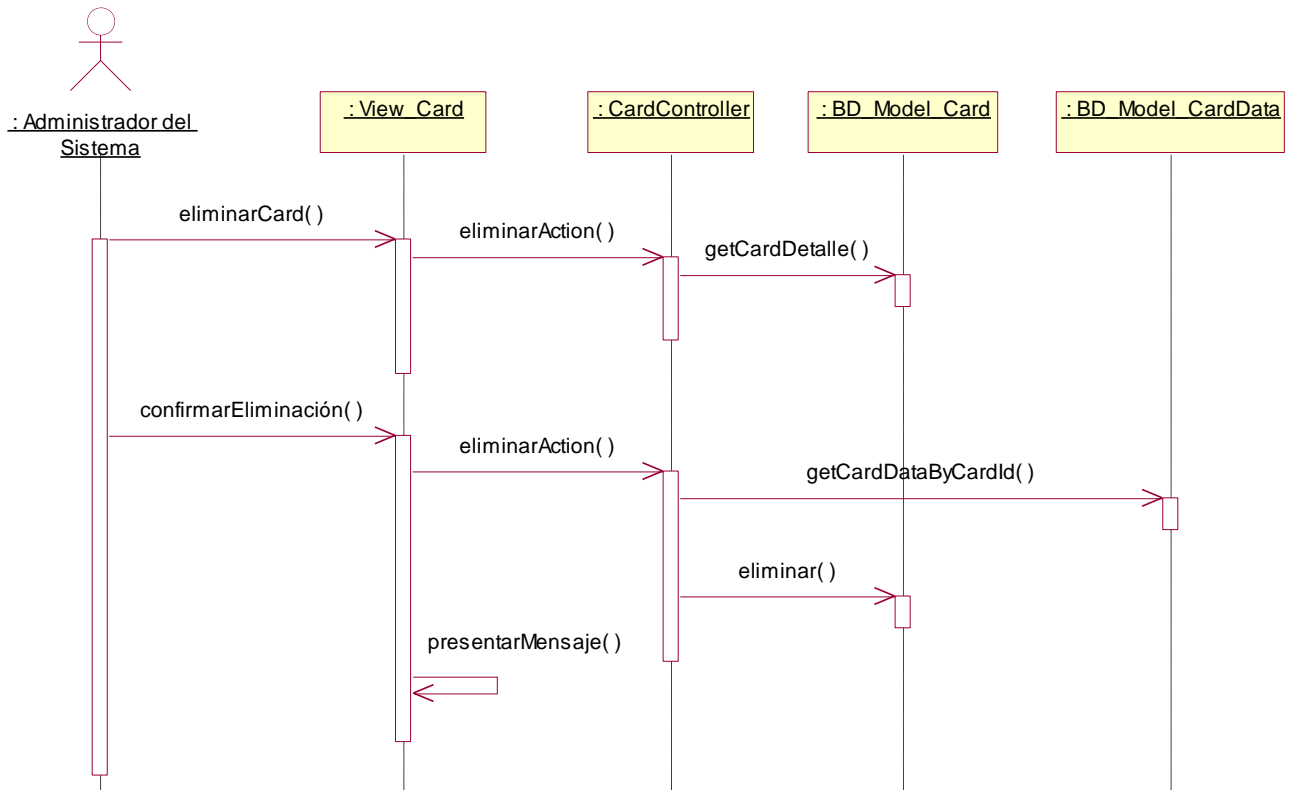 : Administrador del
Sistema
: View_Card
: CardController
: BD_Model_Card
: BD_Model_CardData
eliminarCard( )
eliminarAction( )
getCardDetalle( )
confirmarEliminación( )
eliminarAction( )
getCardDataByCardId( )
eliminar( )
presentarMensaje( )